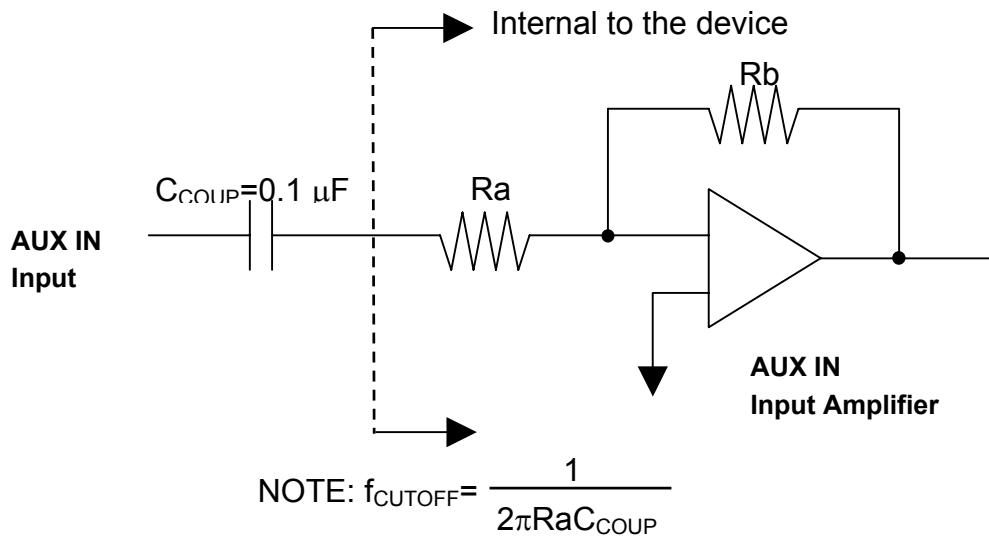 Internal to the device
Rb
C_COUP=0.1 μF
Ra
AUX IN
Input
AUX IN
Input Amplifier
NOTE: f_CUTOFF= 1
2πRaC_COUP